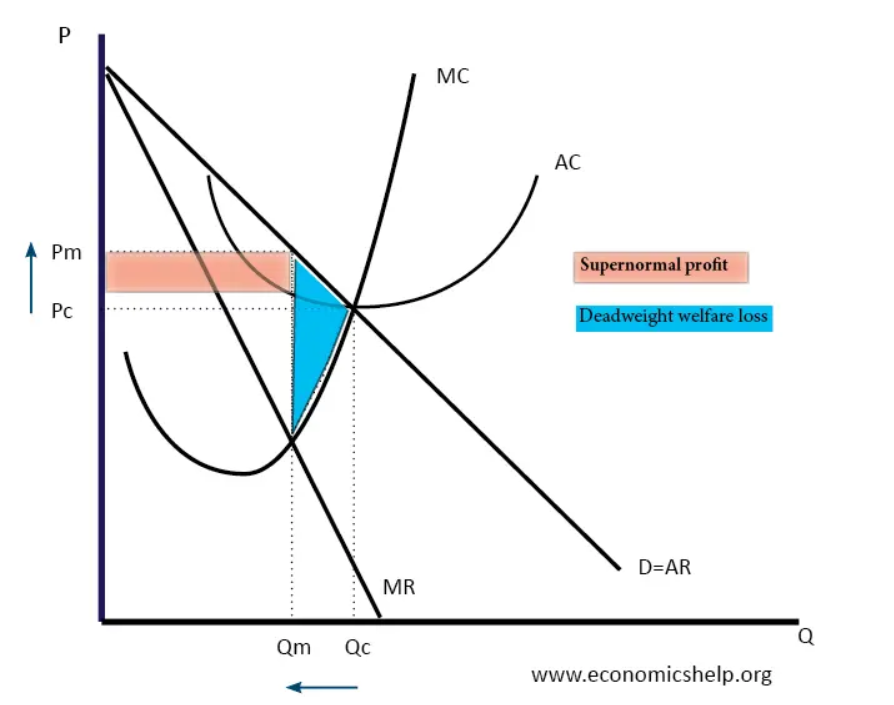 P
MC
AC
Pm
Supernormal profit
Pc
Deadweight welfare loss
D=AR
MR
Q
Qm
Qc
www.economicshelp.org